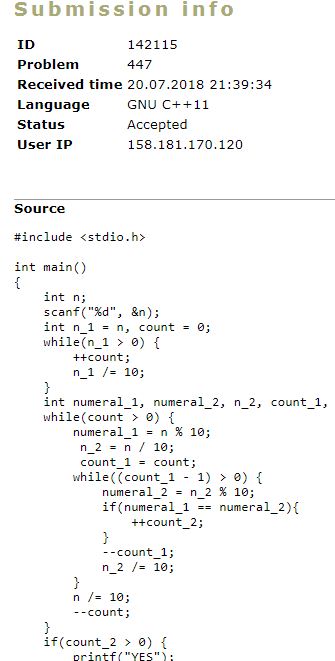 Submission info
ID 142115
Problem 447
Received time 20.07.2018 21:39:34
Language GNU C++11
Status Accepted
User IP 158.181.170.120
Source
#include <stdio.h>
int main()
{
    int n;
    scanf("%d", &n);
    int n_1 = n, count = 0;
    while(n_1 > 0) {
        ++count;
        n_1 /= 10;
    }
    int numeral_1, numeral_2, n_2, count_1,
    while(count > 0) {
        numeral_1 = n % 10;
         n_2 = n / 10;
         count_1 = count;
        while((count_1 - 1) > 0) {
            numeral_2 = n_2 % 10;
            if(numeral_1 == numeral_2){
                ++count_2;
            }
            --count_1;
            n_2 /= 10;
        }
        n /= 10;
        --count;
    }
    if(count_2 > 0) {
        printf("YES");